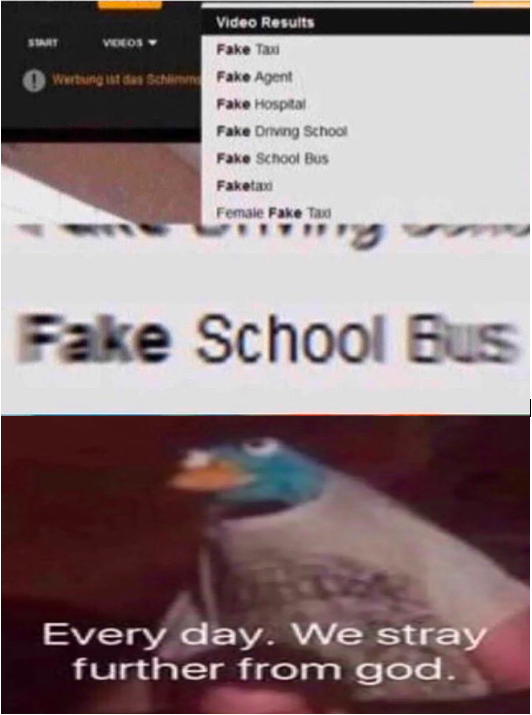 Video Results
START VIDEOS
Fake Taxi
Fake Agent
Werbung ist das Schlimms
Fake Hospital
Fake Driving School
Fake School Bus
Faketaxi
Female Fake Taxi
Fake School Bus
Every day. We stray
further from god.